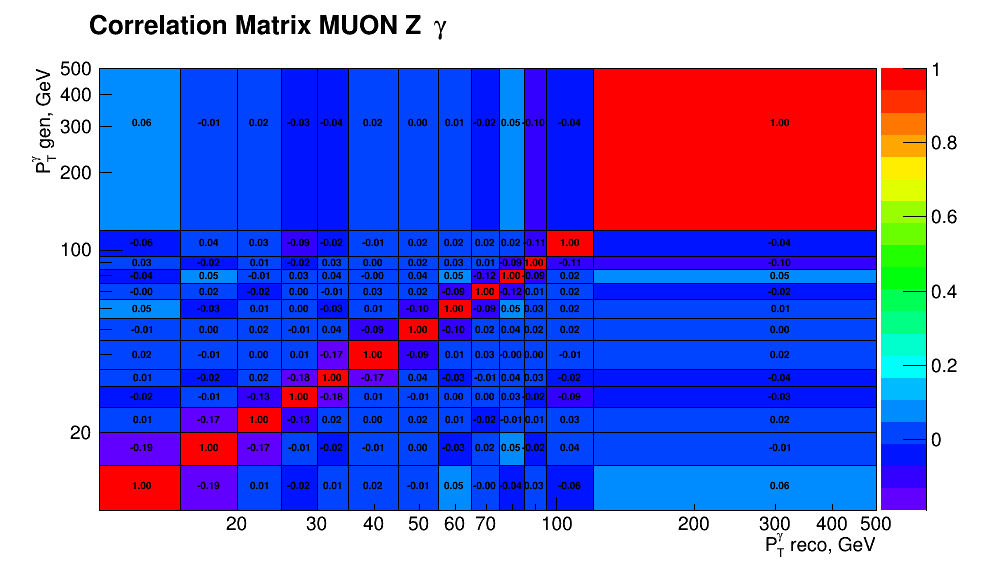 Correlation Matrix MUON Z γ
P_T^γ gen, GeV
500
400
300
200
100
20
0.06 -0.01 0.02 -0.03 -0.04 0.02 0.00 0.01 -0.02 0.05 -0.10 -0.04 1.00
-0.06 0.04 0.03 -0.09 -0.02 -0.01 0.02 0.02 0.02 0.02 -0.11 1.00 -0.04
0.03 -0.02 0.01 -0.02 0.03 0.00 0.02 0.03 0.01 -0.09 1.00 -0.11 -0.10
-0.04 0.05 -0.01 0.03 0.04 -0.00 0.04 0.05 -0.12 1.00 -0.09 0.02 0.05
-0.00 0.02 -0.02 0.00 -0.01 0.03 0.02 -0.09 1.00 -0.12 0.01 0.02 -0.02
0.05 -0.03 0.01 0.00 -0.03 0.01 -0.10 1.00 -0.09 0.05 0.03 0.02 0.01
-0.01 0.00 0.02 -0.01 0.04 -0.09 1.00 -0.10 0.02 0.04 0.02 0.02 0.00
0.02 -0.01 0.00 0.01 -0.17 1.00 -0.09 0.01 0.03 -0.00 0.00 -0.01 0.02
0.01 -0.02 0.02 -0.18 1.00 -0.17 0.04 -0.03 -0.01 0.04 0.03 -0.02 -0.04
-0.02 -0.01 -0.13 1.00 -0.18 0.01 -0.01 0.00 0.00 0.03 -0.02 -0.09 -0.03
0.01 -0.17 1.00 -0.13 0.02 0.00 0.02 0.01 -0.02 -0.01 0.01 0.03 0.02
-0.19 1.00 -0.17 -0.01 -0.02 -0.01 0.00 -0.03 0.02 0.05 -0.02 0.04 -0.01
1.00 -0.19 0.01 -0.02 0.01 0.02 -0.01 0.05 -0.00 -0.04 0.03 -0.06 0.06
20 30 40 50 60 70 100 200 300 400 500
P_T^γ reco, GeV
1
0.8
0.6
0.4
0.2
0